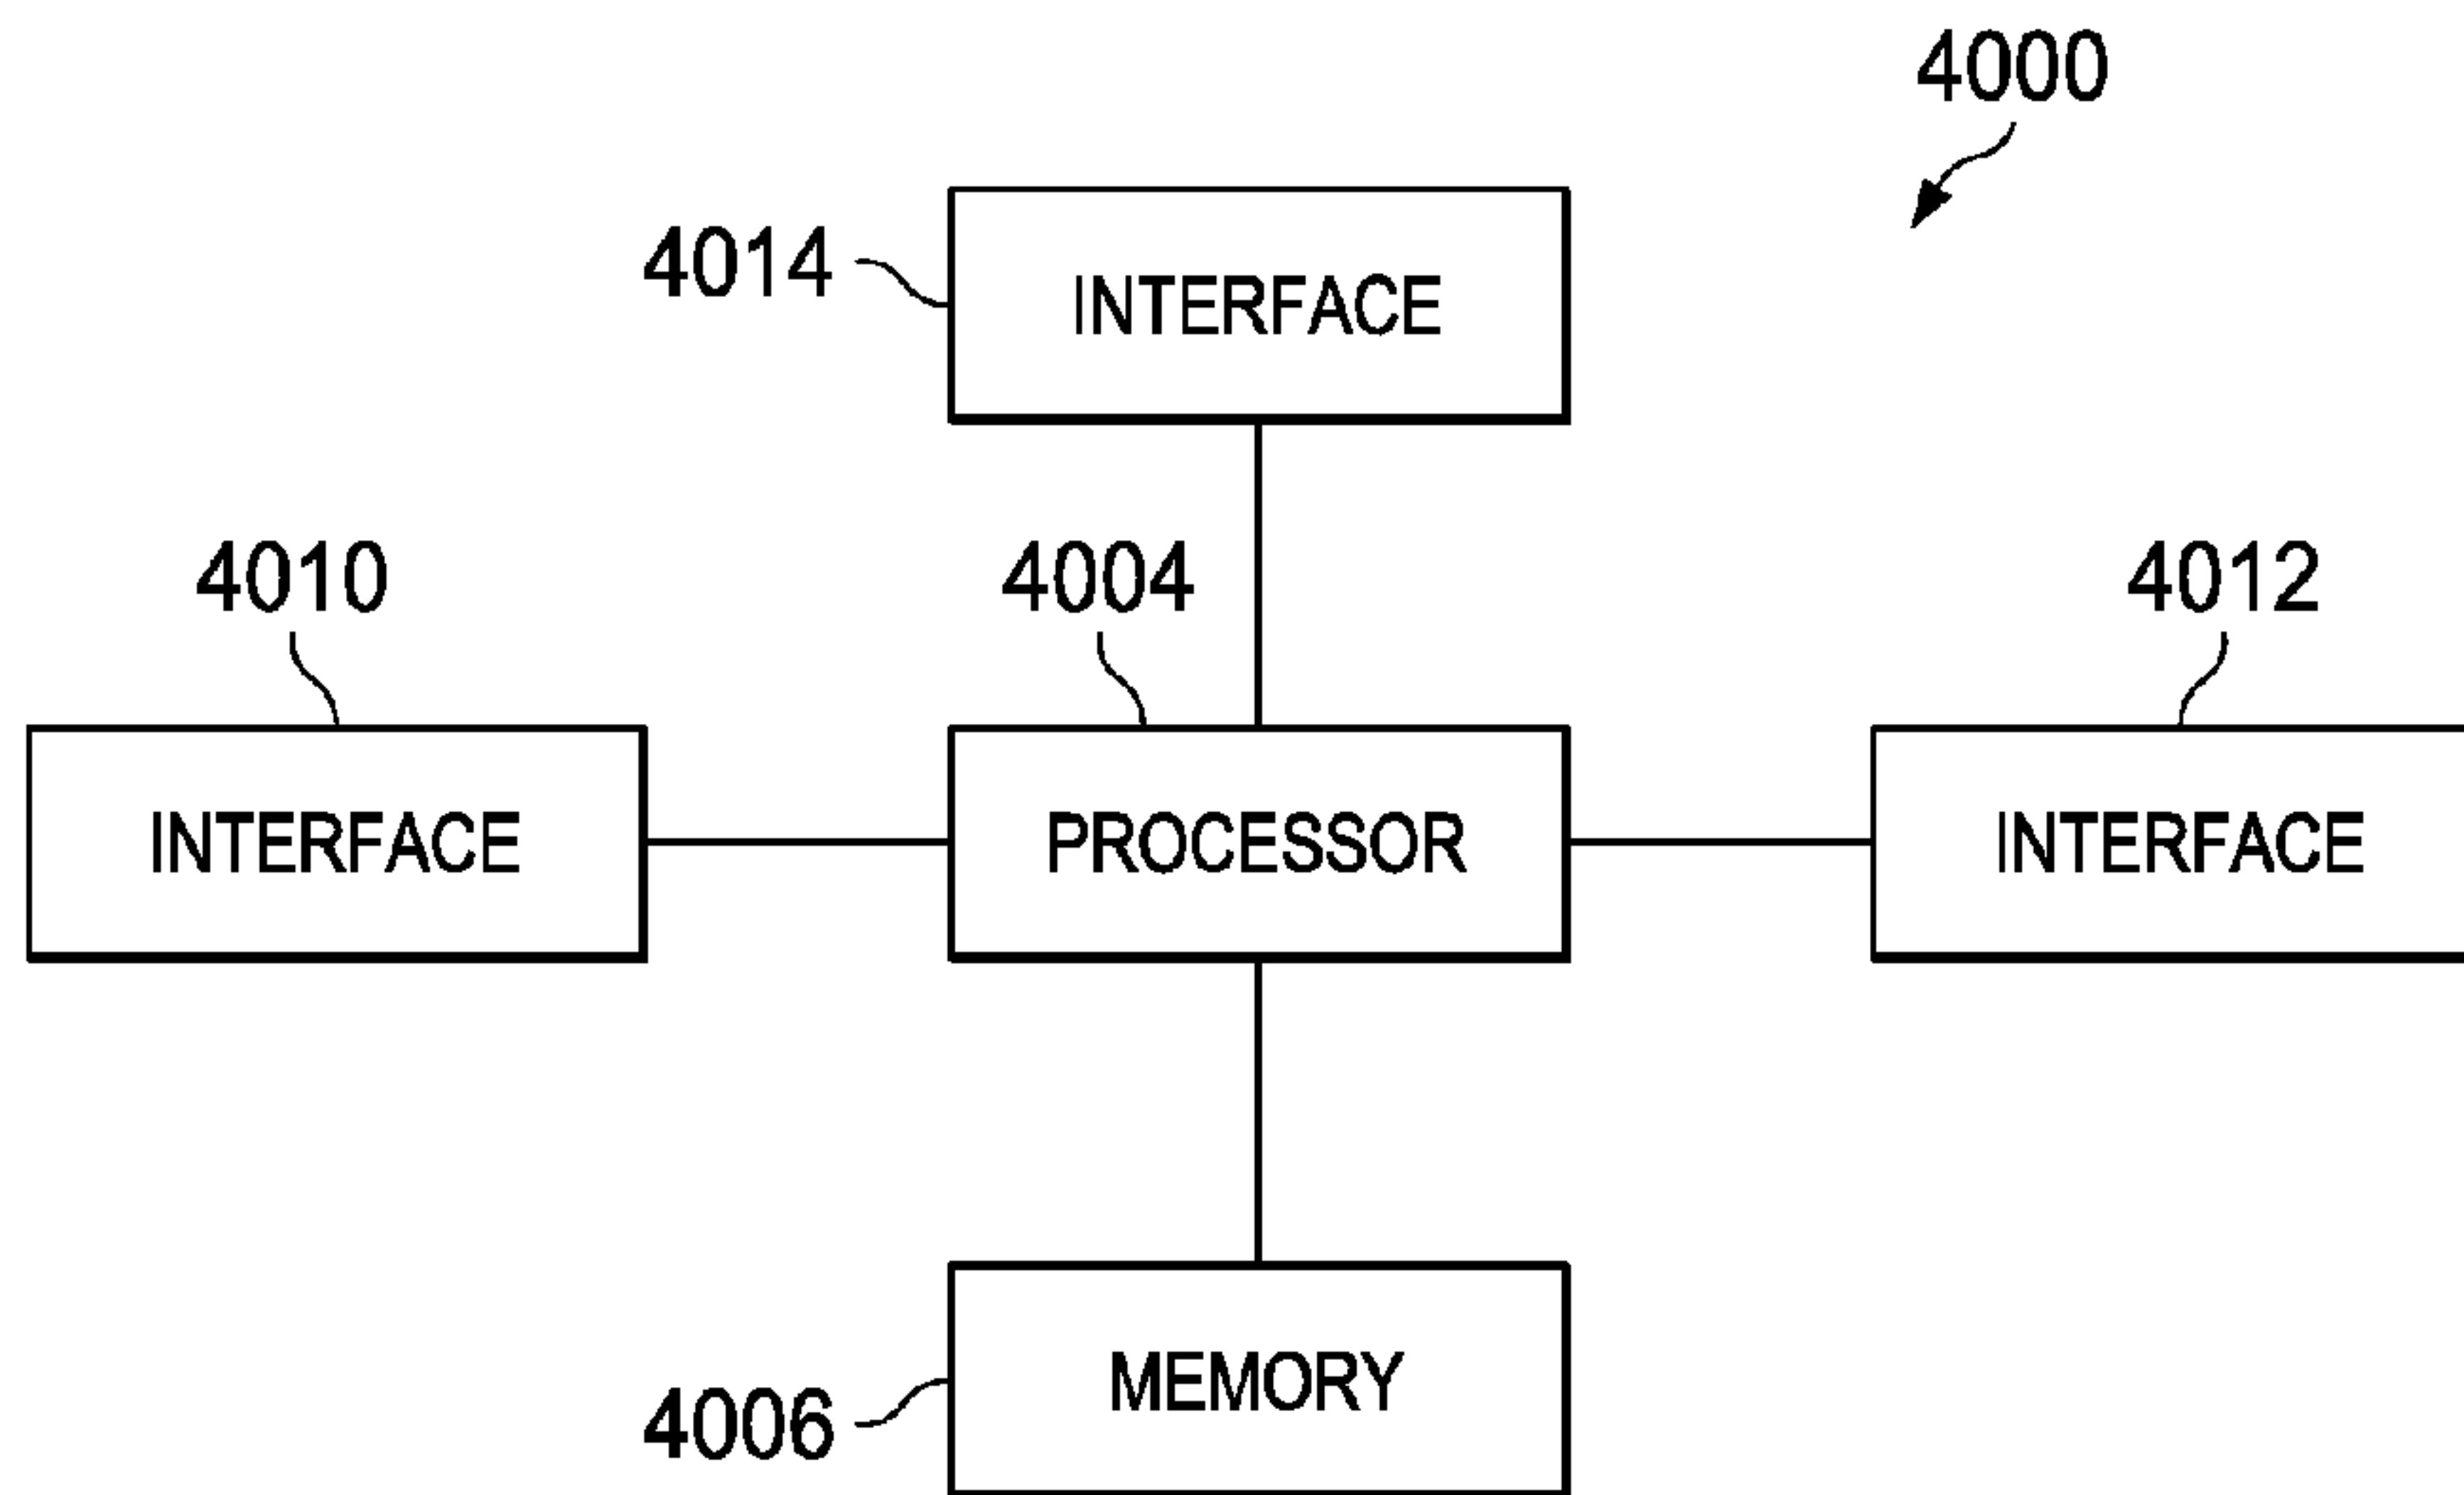 4000
4014
INTERFACE
4010
4004
4012
INTERFACE
PROCESSOR
INTERFACE
MEMORY
4006